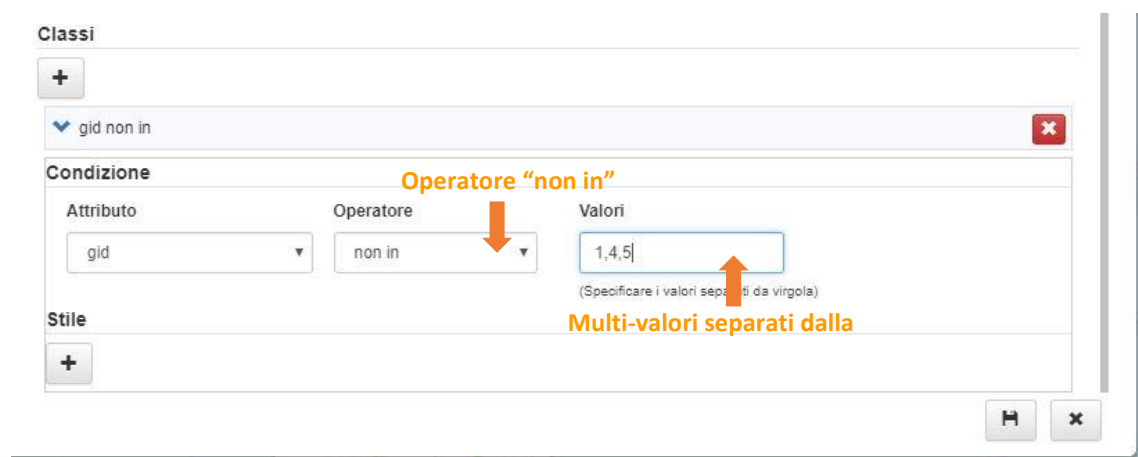 Classi
gid non in
Condizione
Operatore “non in”
Attributo
Operatore
Valori
gid
non in
1,4,5
(Specificare i valori separati da virgola)
Multi-valori separati dalla
Stile